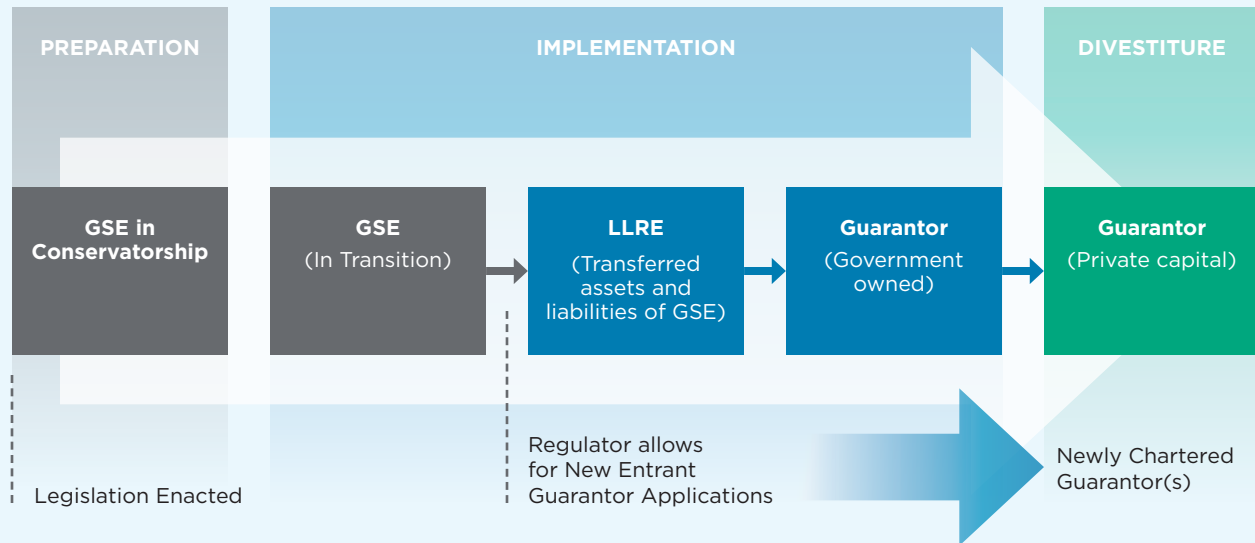 PREPARATION
IMPLEMENTATION
DIVESTITURE
GSE in
Conservatorship
GSE
(In Transition)
LLRE
(Transferred
assets and
liabilities of GSE)
Guarantor
(Government
owned)
Guarantor
(Private capital)
Legislation Enacted
Regulator allows
for New Entrant
Guarantor Applications
Newly Chartered
Guarantor(s)